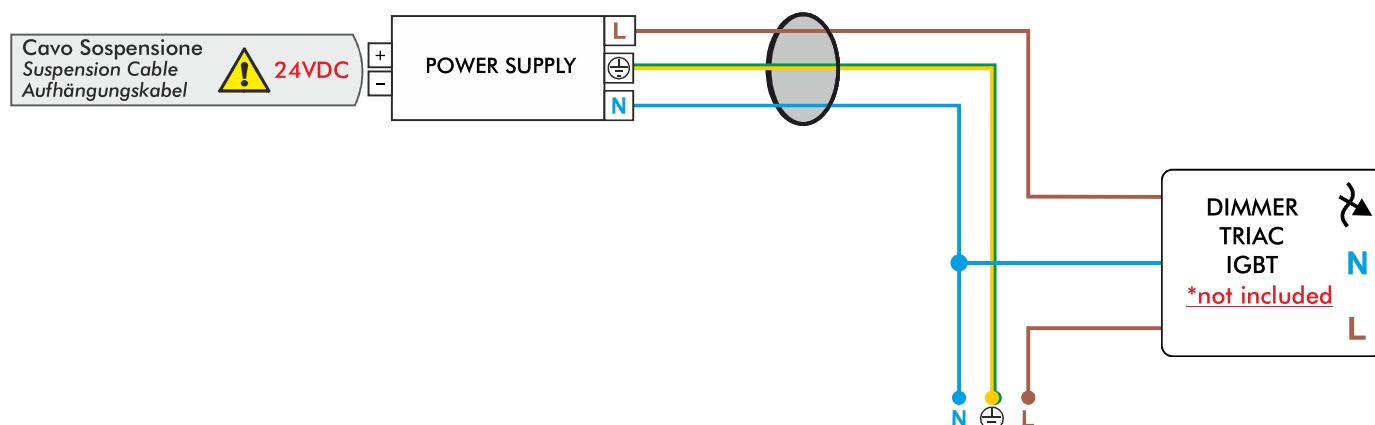 Cavo Sospensione
Suspension Cable
Aufhängungskabel
24VDC
+
-
POWER SUPPLY
L
N
DIMMER
TRIAC
IGBT
*not included
N
L
N
L